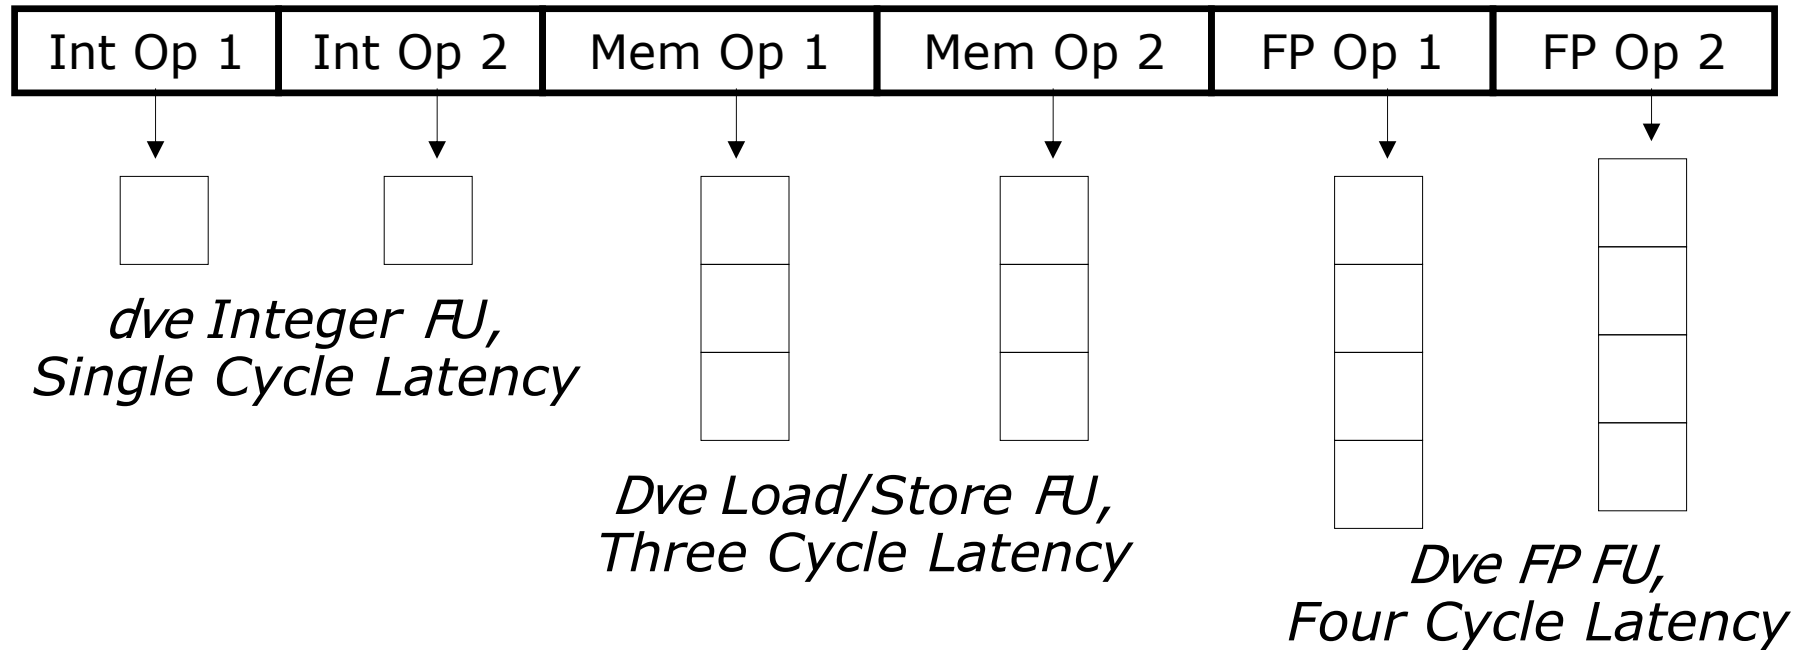 Int Op 1 Int Op 2 Mem Op 1 Mem Op 2 FP Op 1 FP Op 2
dve Integer FU,
Single Cycle Latency
Dve Load/Store FU,
Three Cycle Latency
Dve FP FU,
Four Cycle Latency